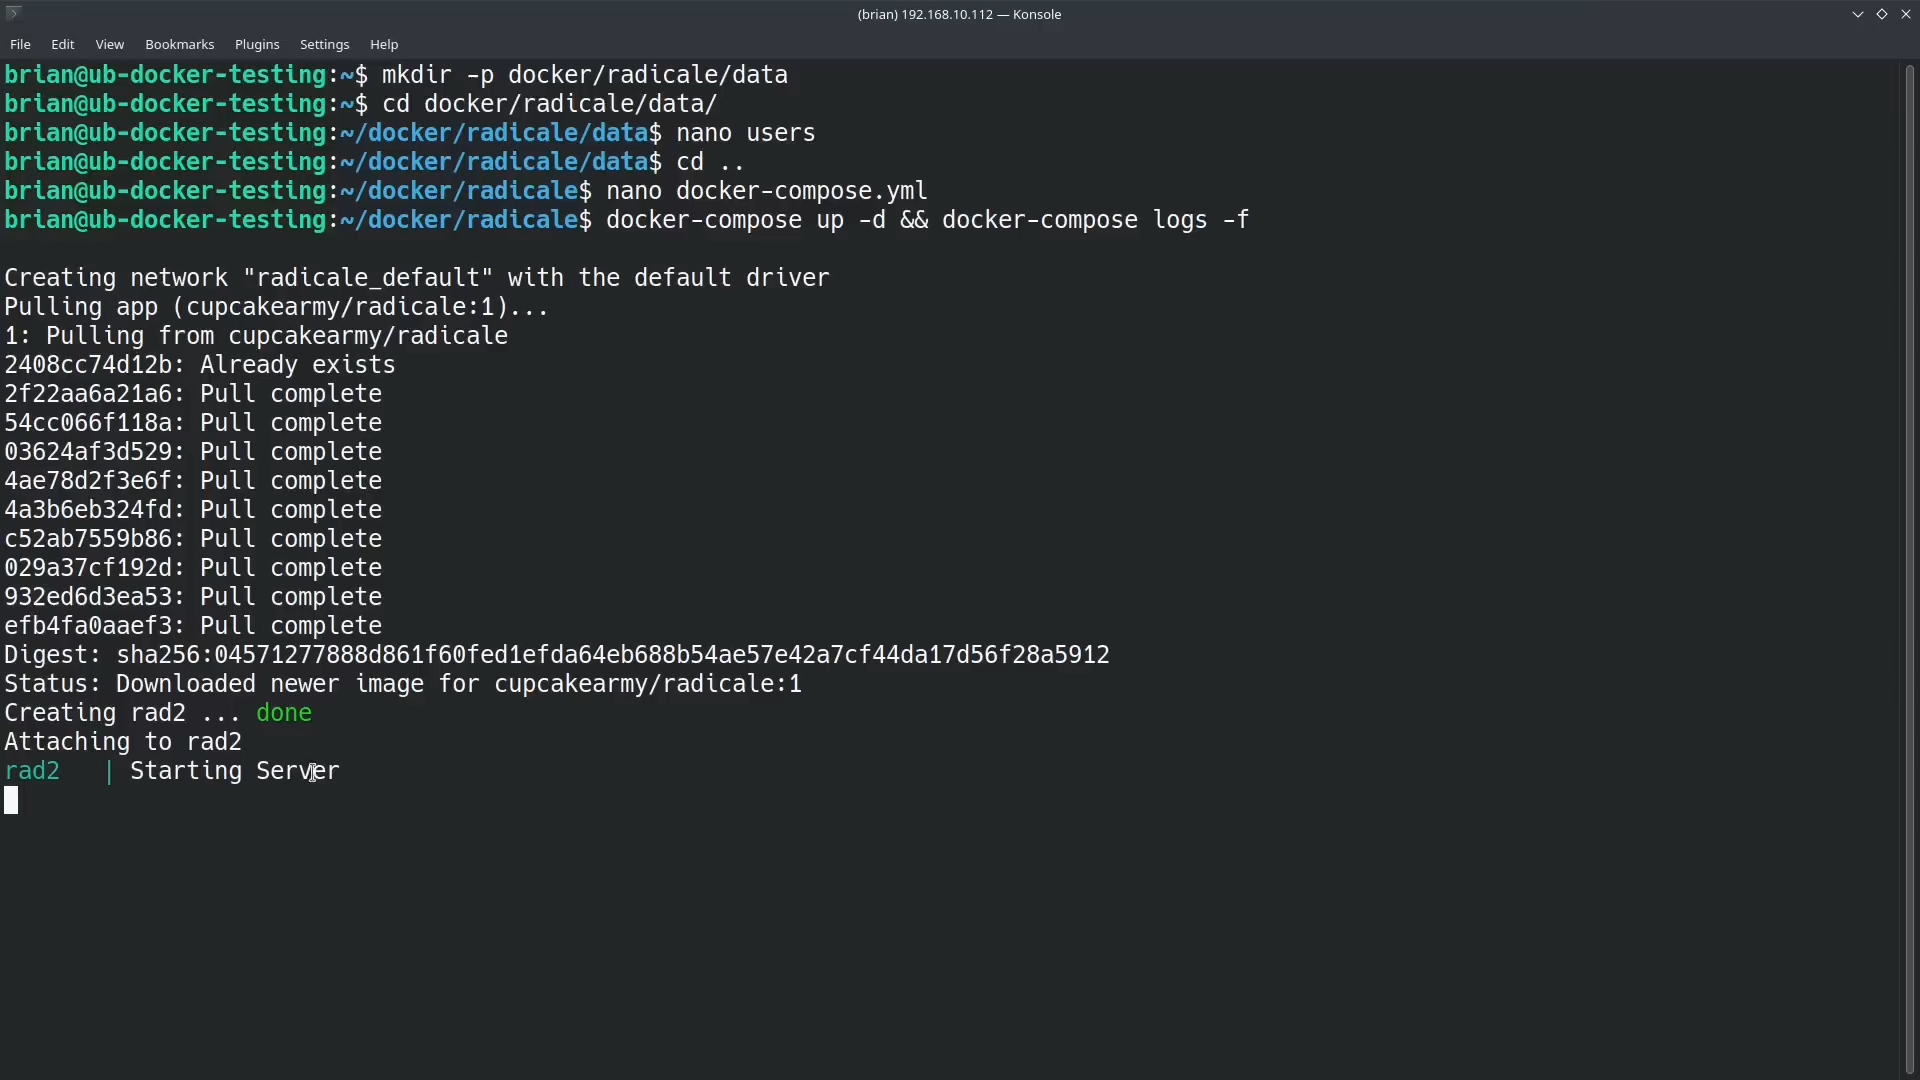 (brian) 192.168.10.112 — Konsole
File Edit View Bookmarks Plugins Settings Help
brian@ub-docker-testing:~$ mkdir -p docker/radicale/data
brian@ub-docker-testing:~$ cd docker/radicale/data/
brian@ub-docker-testing:~/docker/radicale/data$ nano users
brian@ub-docker-testing:~/docker/radicale/data$ cd ..
brian@ub-docker-testing:~/docker/radicale$ nano docker-compose.yml
brian@ub-docker-testing:~/docker/radicale$ docker-compose up -d && docker-compose logs -f
Creating network "radicale_default" with the default driver
Pulling app (cupcakearmy/radicale:1)...
1: Pulling from cupcakearmy/radicale
2408cc74d12b: Already exists
2f22aa6a21a6: Pull complete
54cc066f118a: Pull complete
03624af3d529: Pull complete
4ae78d2f3e6f: Pull complete
4a3b6eb324fd: Pull complete
c52ab7559b86: Pull complete
029a37cf192d: Pull complete
932ed6d3ea53: Pull complete
efb4fa0aaef3: Pull complete
Digest: sha256:04571277888d861f60fed1efda64eb688b54ae57e42a7cf44da17d56f28a5912
Status: Downloaded newer image for cupcakearmy/radicale:1
Creating rad2 ... done
Attaching to rad2
rad2   | Starting Server